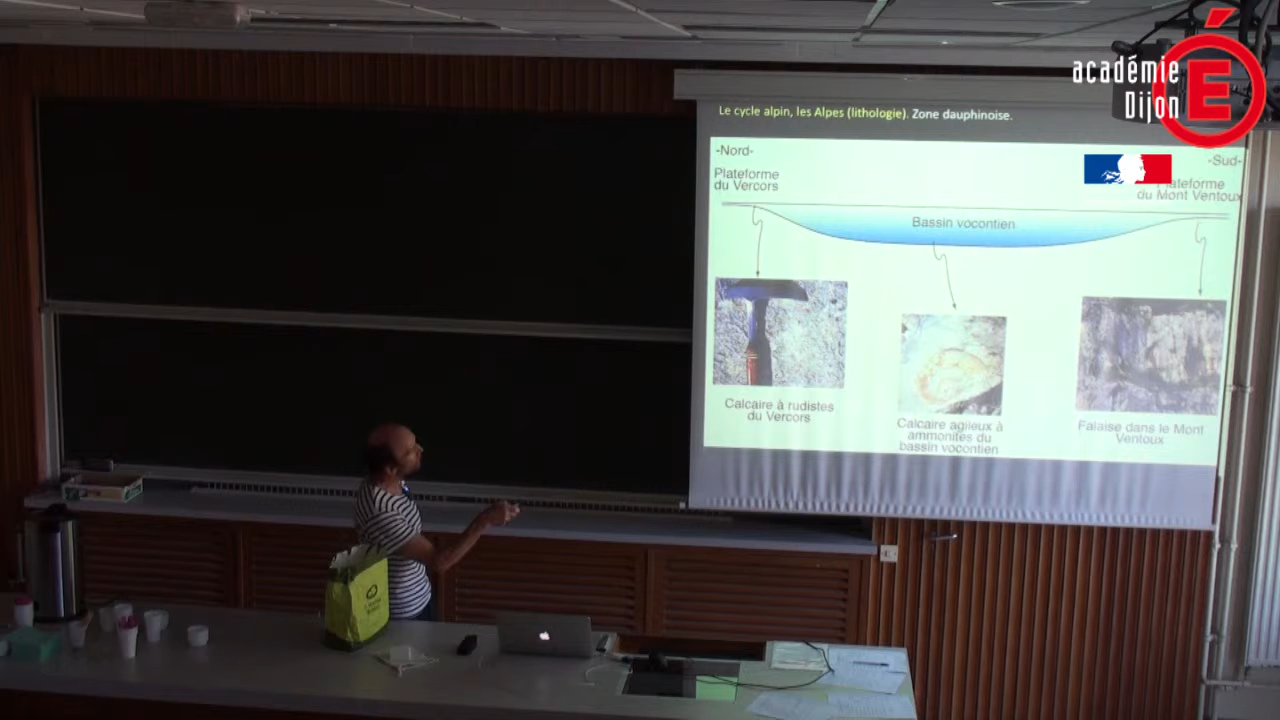 académie
Dijon
Le cycle alpin, les Alpes (lithologie). Zone dauphinoise.
-Nord-
-Sud-
Plateforme
du Vercors
Plateforme
du Mont Ventoux
Bassin vocontien
Calcaire à rudistes
du Vercors
Calcaire agileux à
ammonites du
bassin vocontien
Falaise dans le Mont
Ventoux